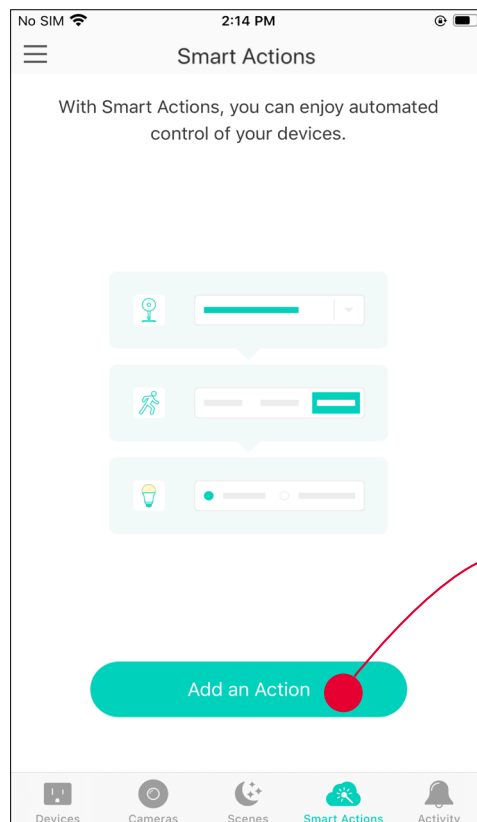 No SIM 2:14 PM
Smart Actions
With Smart Actions, you can enjoy automated
control of your devices.
Add an Action
Devices Cameras Scenes Smart Actions Activity